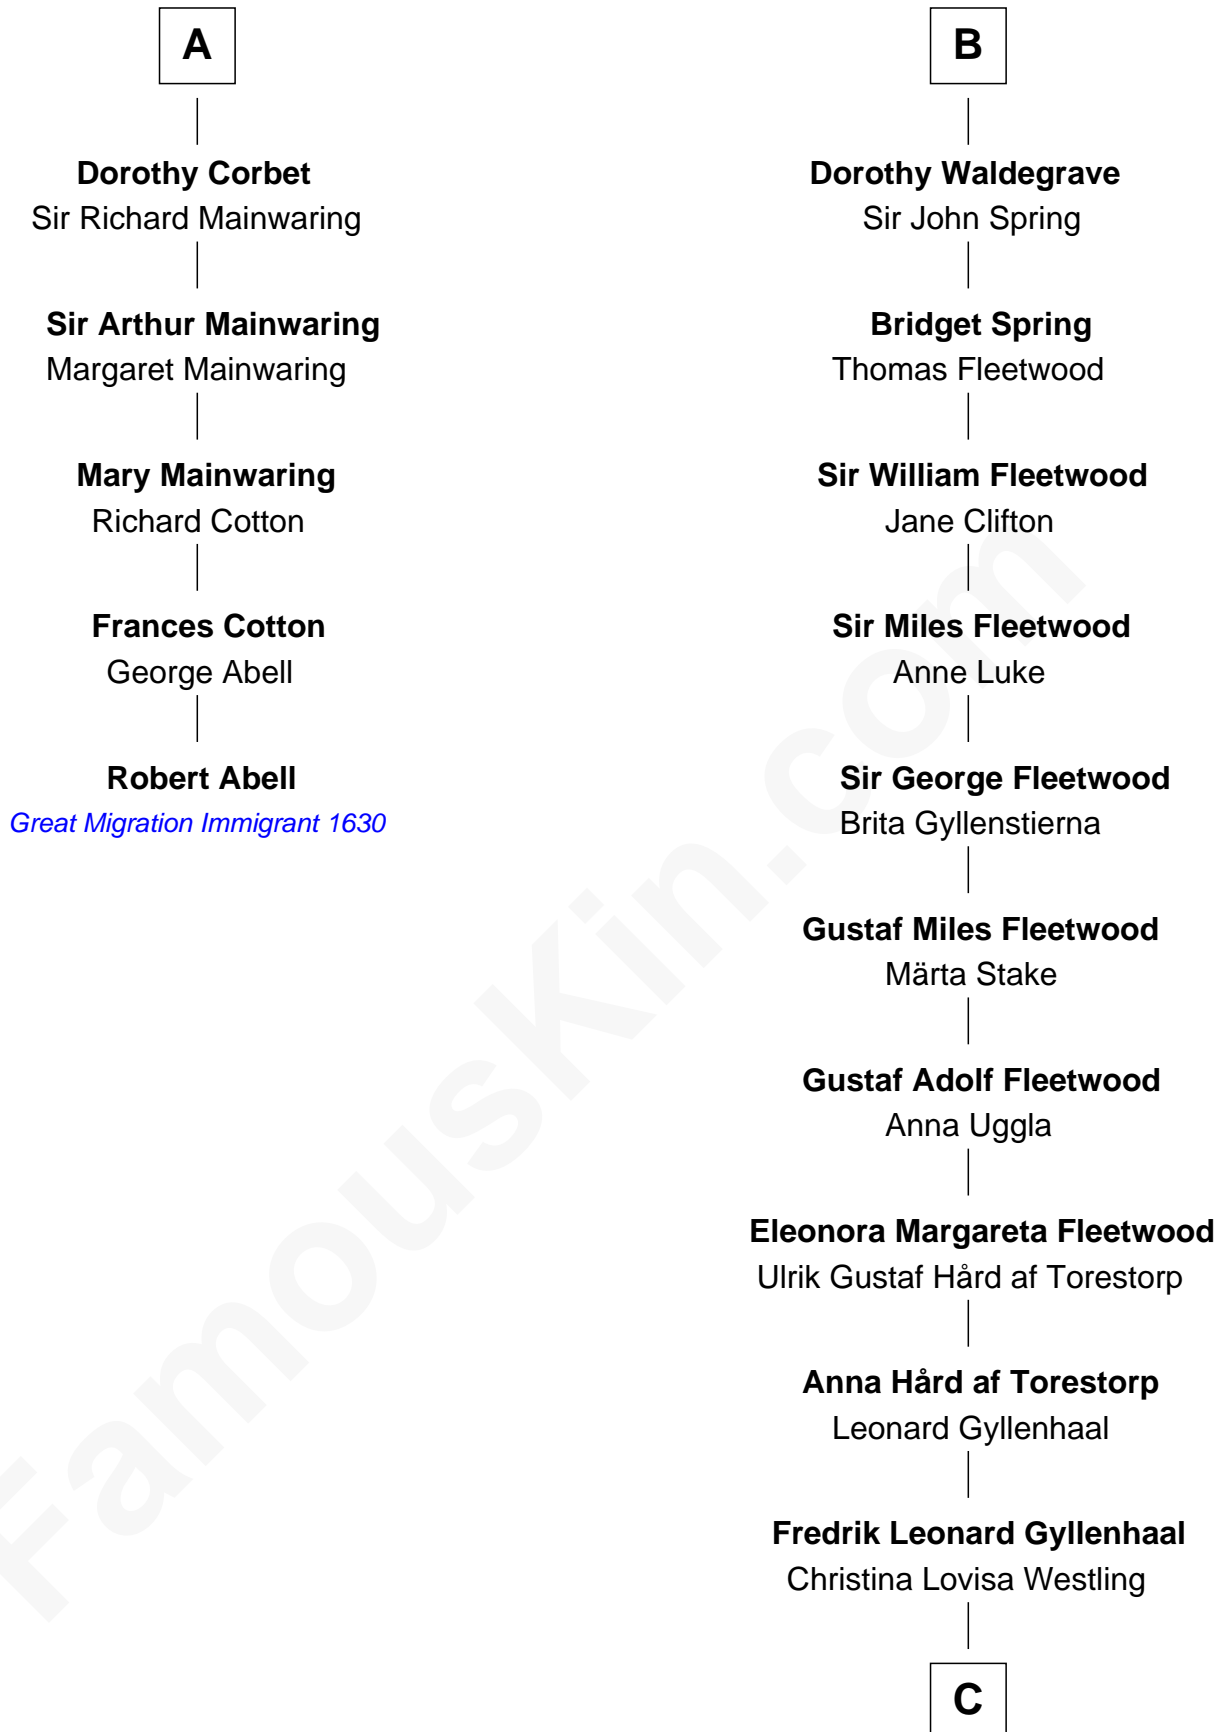 A
Dorothy Corbet
Sir Richard Mainwaring
Sir Arthur Mainwaring
Margaret Mainwaring
Mary Mainwaring
Richard Cotton
Frances Cotton
George Abell
Robert Abell
Great Migration Immigrant 1630
B
Dorothy Waldegrave
Sir John Spring
Bridget Spring
Thomas Fleetwood
Sir William Fleetwood
Jane Clifton
Sir Miles Fleetwood
Anne Luke
Sir George Fleetwood
Brita Gyllenstierna
Gustaf Miles Fleetwood
Märta Stake
Gustaf Adolf Fleetwood
Anna Uggla
Eleonora Margareta Fleetwood
Ulrik Gustaf Hård af Torestorp
Anna Hård af Torestorp
Leonard Gyllenhaal
Fredrik Leonard Gyllenhaal
Christina Lovisa Westling
C
FamousKin.com